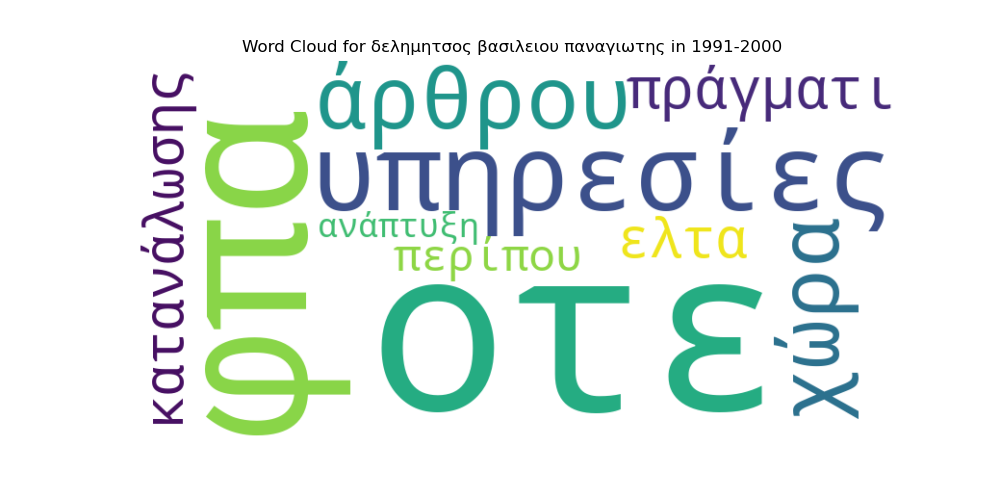 Word Cloud for δελημητσος βασιλειου παναγιωτης in 1991-2000
κατανάλωσης
φπα
άρθρου
πράγματι
υπηρεσίες
ανάπτυξη
περίπου
ελτα
οτε
χώρα